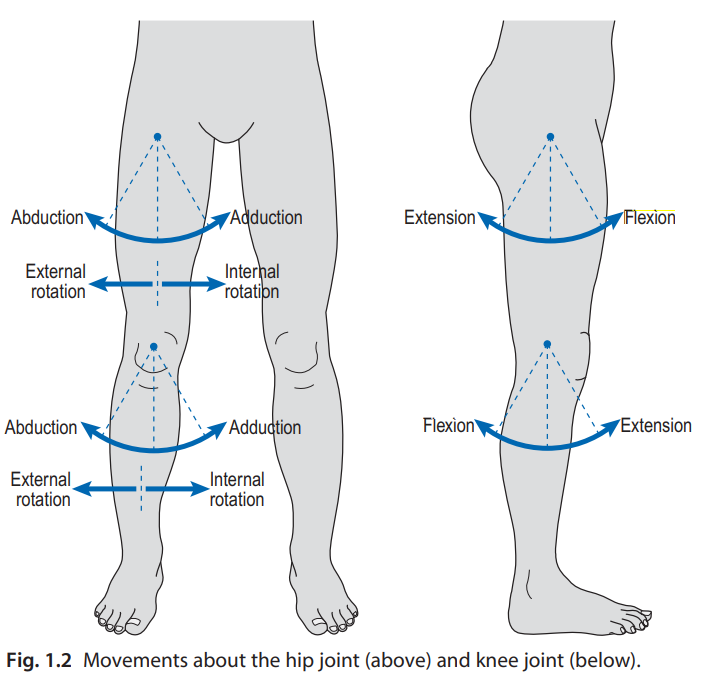 Abduction
Adduction
External
rotation
Internal
rotation
Abduction
Adduction
External
rotation
Internal
rotation
Extension
Flexion
Flexion
Extension
Fig. 1.2 Movements about the hip joint (above) and knee joint (below).